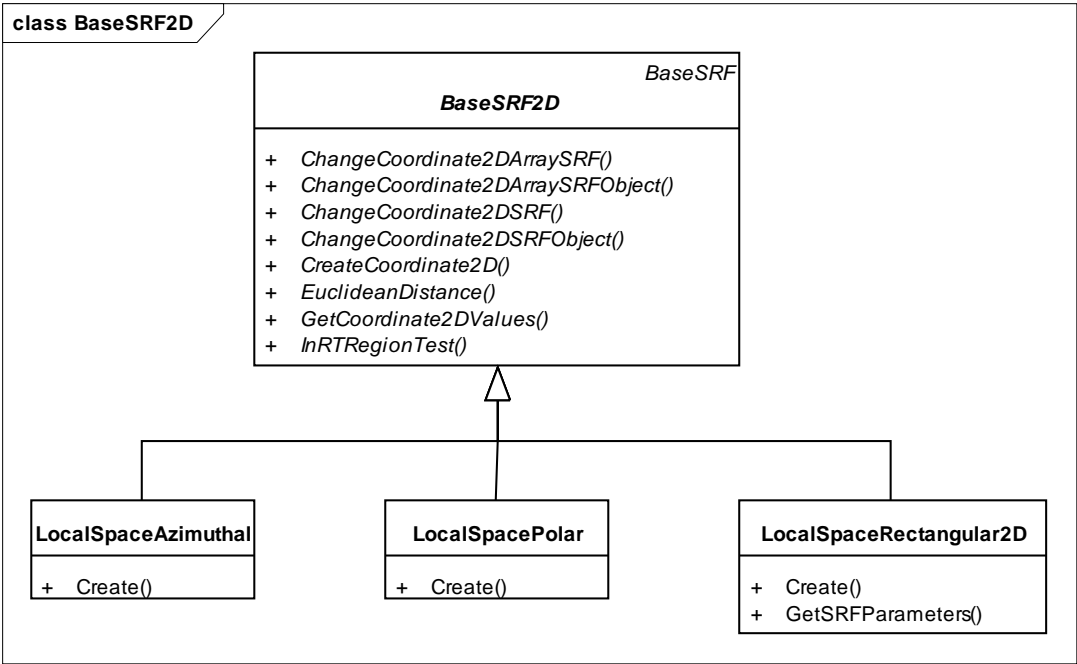 class BaseSRF2D
BaseSRF
BaseSRF2D
+ ChangeCoordinate2DArraySRF()
+ ChangeCoordinate2DArraySRFObject()
+ ChangeCoordinate2DSRF()
+ ChangeCoordinate2DSRFObject()
+ CreateCoordinate2D()
+ EuclideanDistance()
+ GetCoordinate2DValues()
+ InRTRegionTest()
LocalSpaceAzimuthal
+ Create()
LocalSpacePolar
+ Create()
LocalSpaceRectangular2D
+ Create()
+ GetSRFParameters()